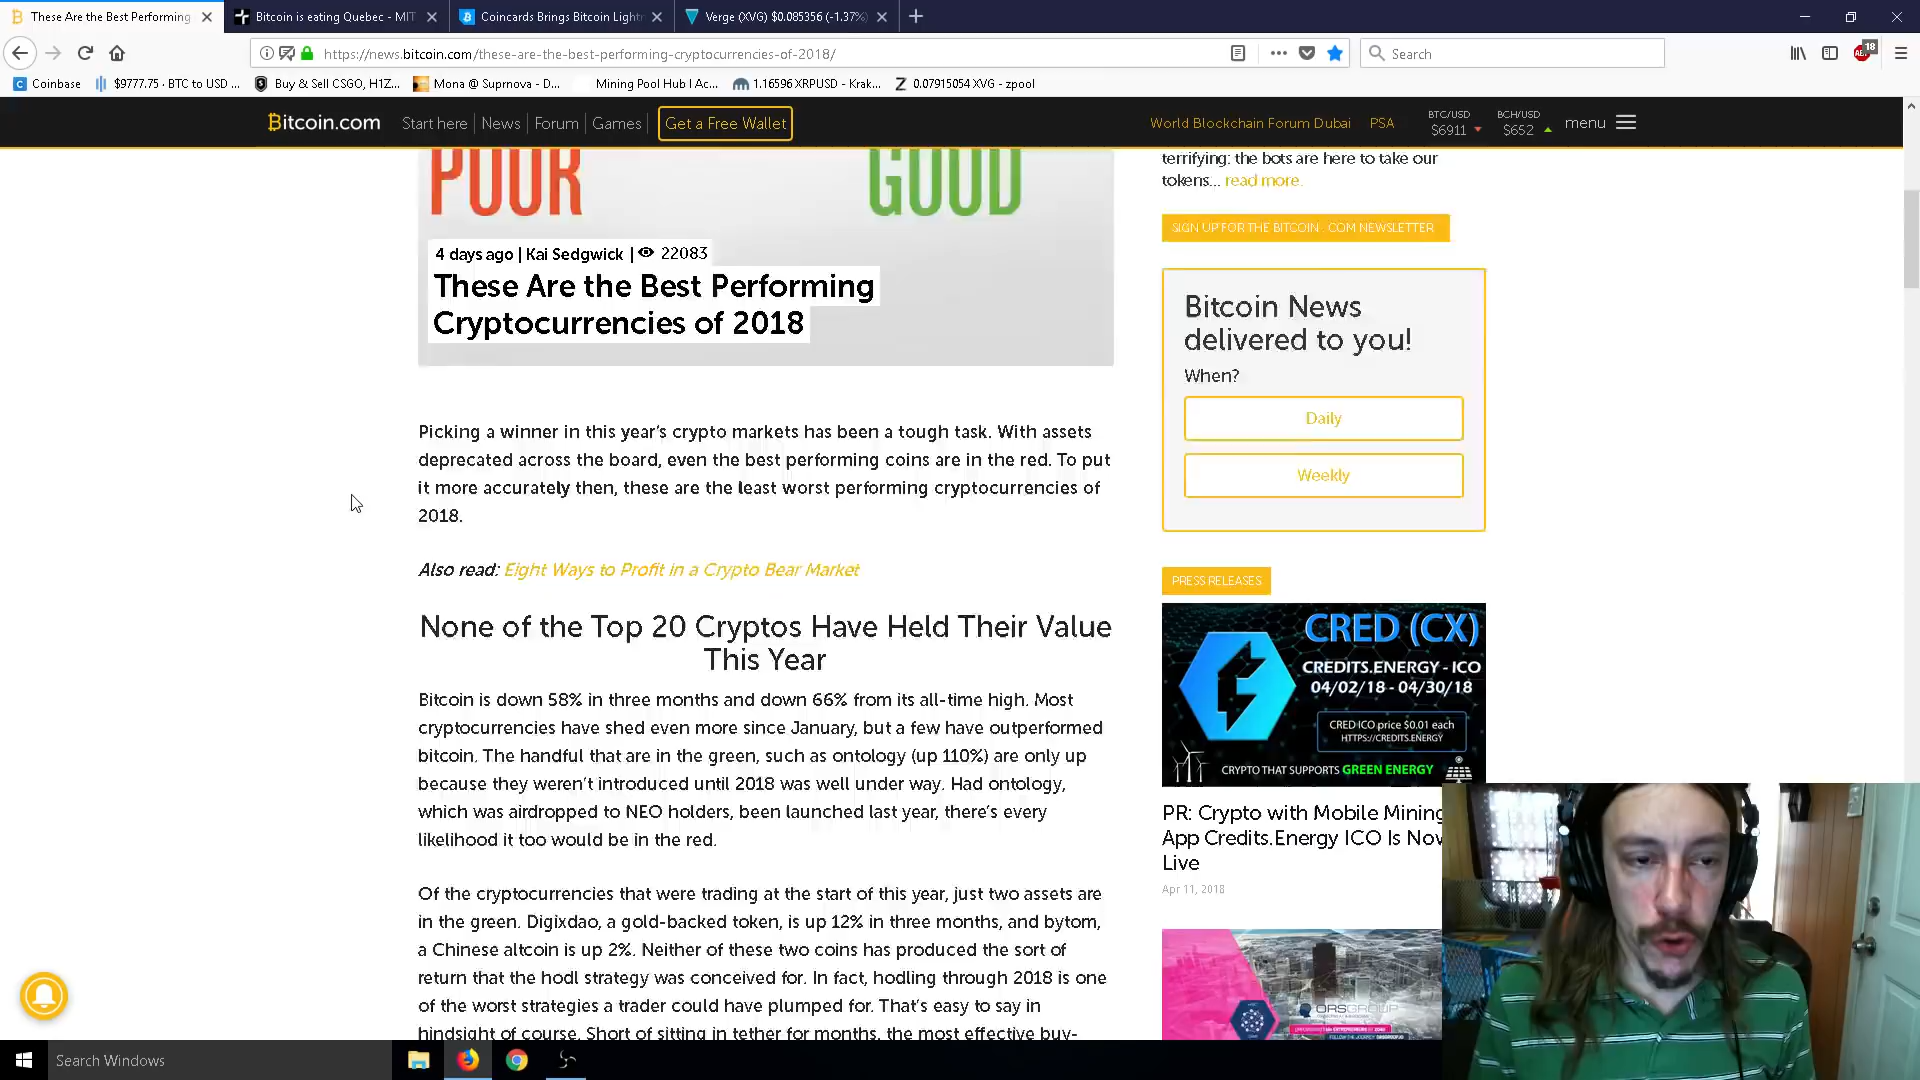 These Are the Best Performing
Bitcoin is eating Quebec - MIT
Coincards Brings Bitcoin Lightn
Verge (XVG) $0.085356 (-1.37%)
https://news.bitcoin.com/these-are-the-best-performing-cryptocurrencies-of-2018/
Search
18
Coinbase
$9777.75 · BTC to USD ...
Buy & Sell CSGO, H1Z...
Mona @ Suprnova - D...
Mining Pool Hub | Ac...
1.16596 XRPUSD - Krak...
0.07915054 XVG - zpool
Bitcoin.com
Start here
News
Forum
Games
Get a Free Wallet
World Blockchain Forum Dubai
PSA
BTC/USD
$6911
BCH/USD
$652
menu
POOR
GOOD
4 days ago | Kai Sedgwick | 22083
These Are the Best Performing
Cryptocurrencies of 2018
Picking a winner in this year's crypto markets has been a tough task. With assets
deprecated across the board, even the best performing coins are in the red. To put
it more accurately then, these are the least worst performing cryptocurrencies of
2018.
Also read: Eight Ways to Profit in a Crypto Bear Market
None of the Top 20 Cryptos Have Held Their Value
This Year
Bitcoin is down 58% in three months and down 66% from its all-time high. Most
cryptocurrencies have shed even more since January, but a few have outperformed
bitcoin. The handful that are in the green, such as ontology (up 110%) are only up
because they weren't introduced until 2018 was well under way. Had ontology,
which was airdropped to NEO holders, been launched last year, there's every
likelihood it too would be in the red.
Of the cryptocurrencies that were trading at the start of this year, just two assets are
in the green. Digixdao, a gold-backed token, is up 12% in three months, and bytom,
a Chinese altcoin is up 2%. Neither of these two coins has produced the sort of
return that the hodl strategy was conceived for. In fact, hodling through 2018 is one
of the worst strategies a trader could have plumped for. That's easy to say in
hindsight of course. Short of sitting in tether for months, the most effective buy-
terrifying: the bots are here to take our
tokens... read more.
SIGN UP FOR THE BITCOIN . COM NEWSLETTER
Bitcoin News
delivered to you!
When?
Daily
Weekly
PRESS RELEASES
CRED (CX)
CREDITS.ENERGY - ICO
04/02/18 - 04/30/18
CRED ICO price $0.01 each
HTTPS://CREDITS.ENERGY
CRYPTO THAT SUPPORTS GREEN ENERGY
PR: Crypto with Mobile Mining
App Credits.Energy ICO Is Now
Live
Apr 11, 2018
ORSGROUP
Search Windows